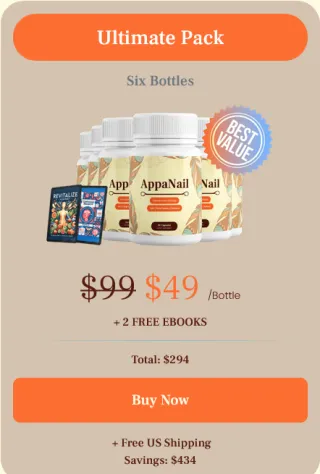 Ultimate Pack
Six Bottles
BEST
VALUE
AppaNail
AppaNail
REVITALIZE
$99 $49 /Bottle
+ 2 FREE EBOOKS
Total: $294
Buy Now
+ Free US Shipping
Savings: $434